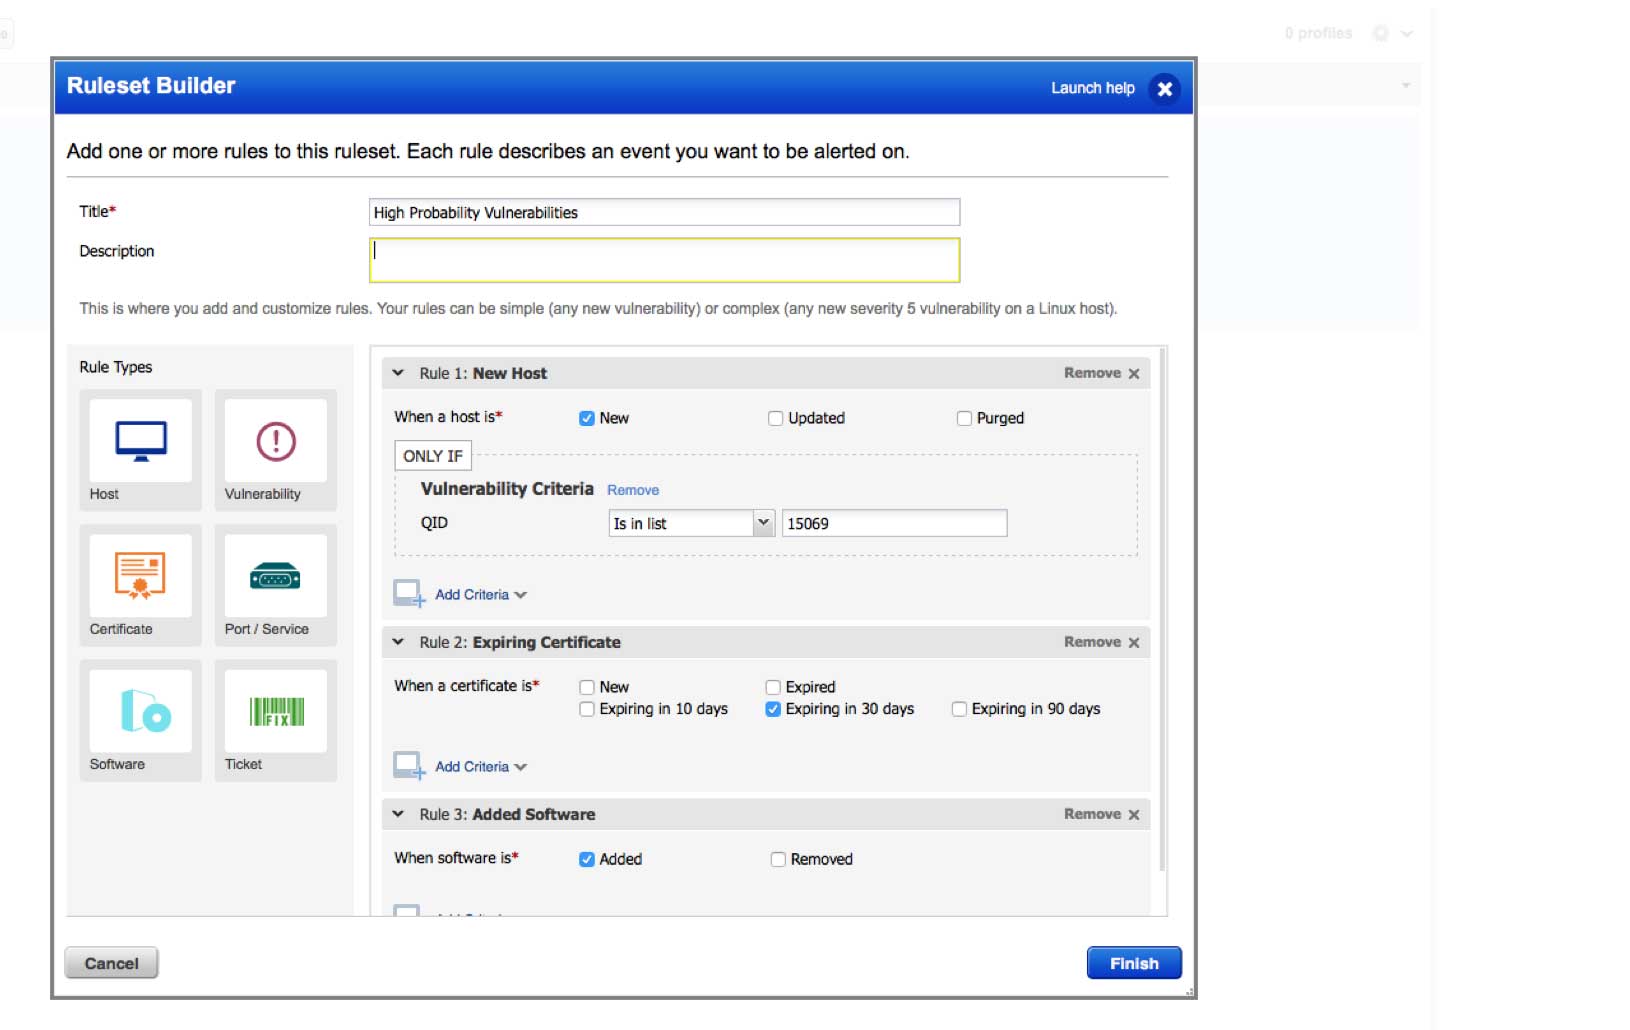 0 profiles
Ruleset Builder
Launch help
Add one or more rules to this ruleset. Each rule describes an event you want to be alerted on.
Title*
High Probability Vulnerabilities
Description
This is where you add and customize rules. Your rules can be simple (any new vulnerability) or complex (any new severity 5 vulnerability on a Linux host).
Rule Types
Host
Vulnerability
Certificate
Port / Service
Software
FIX
Ticket
Rule 1: New Host
Remove
When a host is*
New
Updated
Purged
ONLY IF
Vulnerability Criteria
Remove
QID
Is in list
15069
Add Criteria
Rule 2: Expiring Certificate
Remove
When a certificate is*
New
Expired
Expiring in 10 days
Expiring in 30 days
Expiring in 90 days
Add Criteria
Rule 3: Added Software
Remove
When software is*
Added
Removed
Cancel
Finish